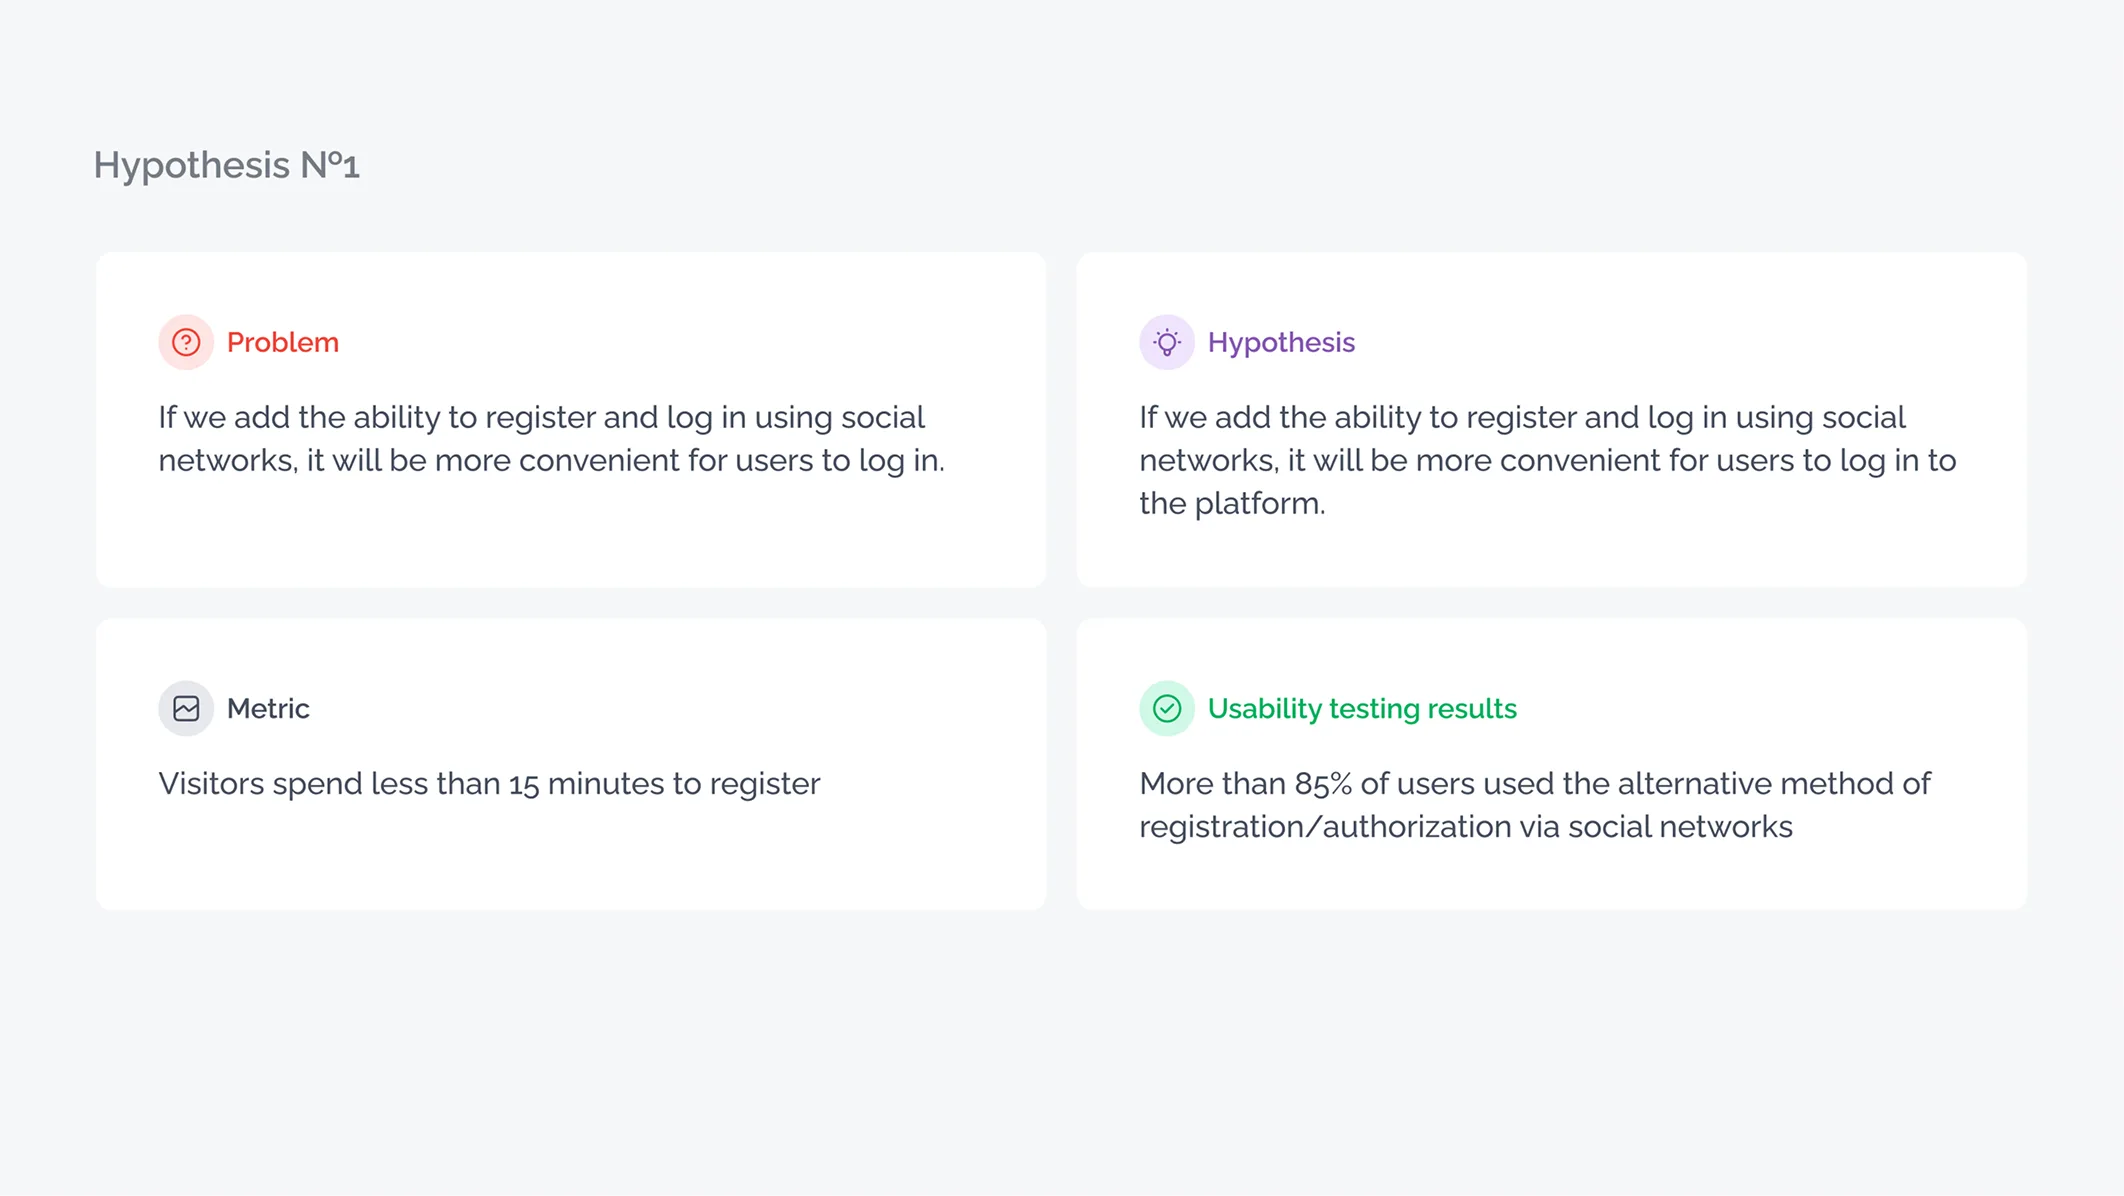 Hypothesis Nº1
Problem
If we add the ability to register and log in using social
networks, it will be more convenient for users to log in.
Hypothesis
If we add the ability to register and log in using social
networks, it will be more convenient for users to log in to
the platform.
Metric
Visitors spend less than 15 minutes to register
Usability testing results
More than 85% of users used the alternative method of
registration/authorization via social networks